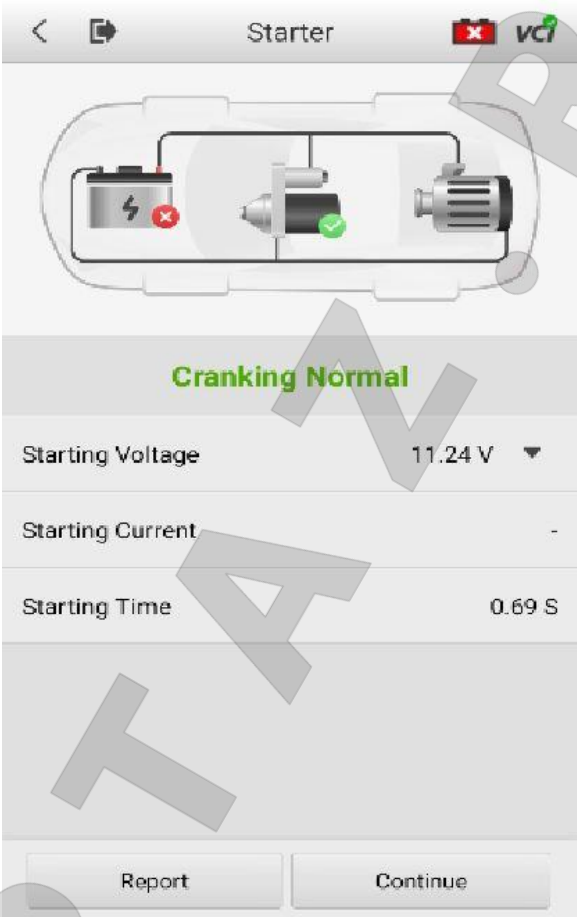 Starter
VCI
Cranking Normal
Starting Voltage 11.24 V
Starting Current -
Starting Time 0.69 S
Report Continue